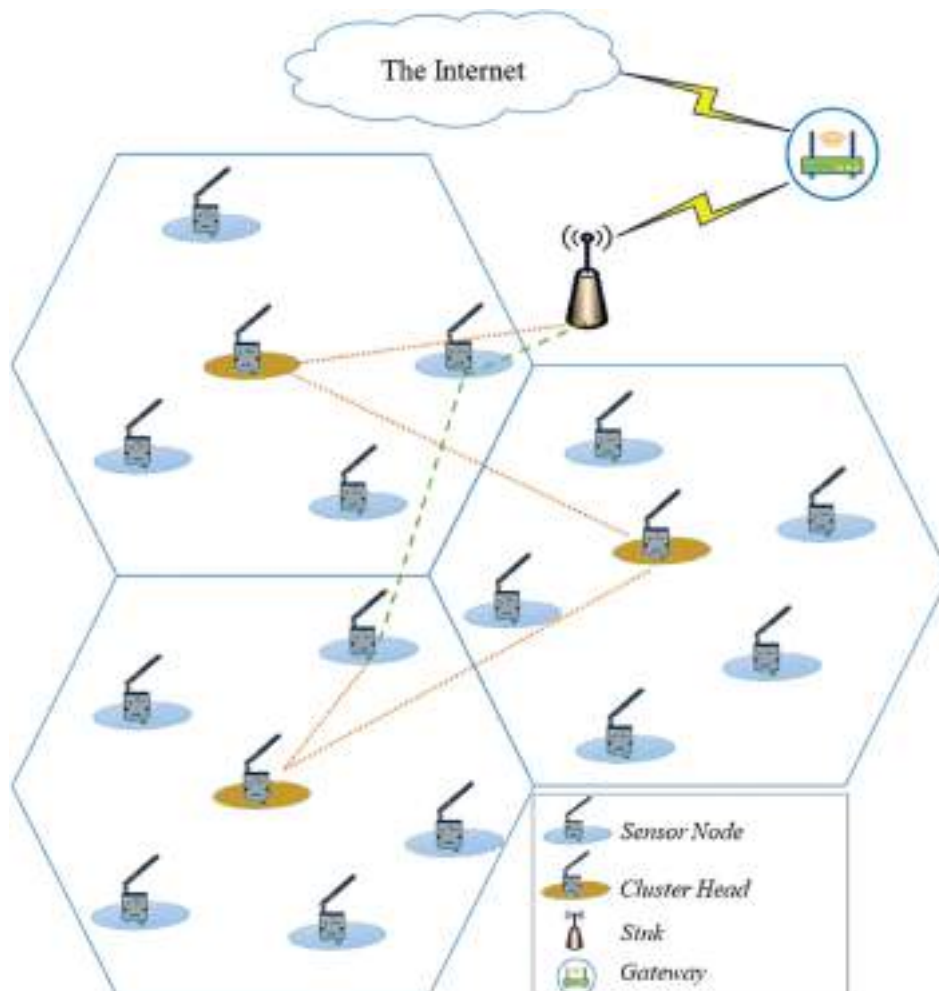 The Internet
Sensor Node
Cluster Head
Sink
Gateway